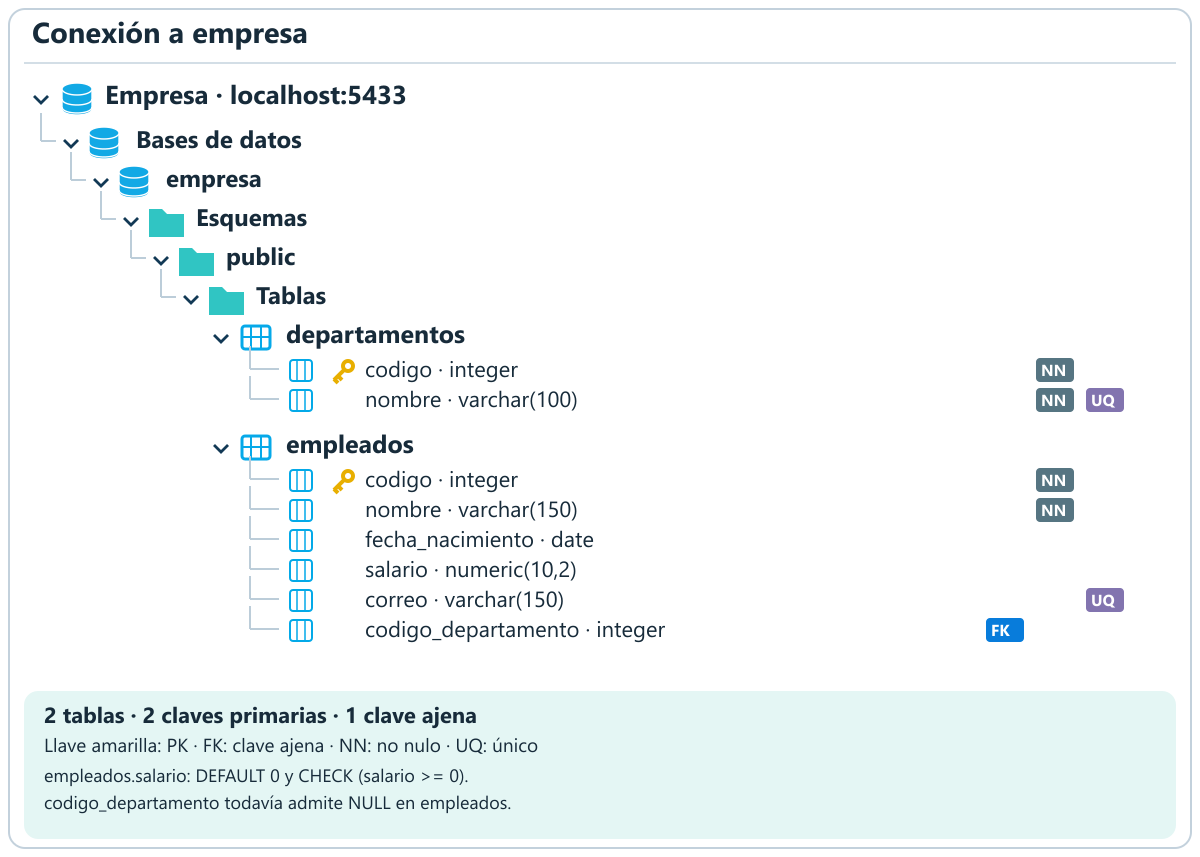 Conexión a empresa
Empresa · localhost:5433
Bases de datos
empresa
Esquemas
public
Tablas
departamentos
codigo · integer NN
nombre · varchar(100) NN UQ
empleados
codigo · integer NN
nombre · varchar(150) NN
fecha_nacimiento · date
salario · numeric(10,2)
correo · varchar(150) UQ
codigo_departamento · integer FK
2 tablas · 2 claves primarias · 1 clave ajena
Llave amarilla: PK · FK: clave ajena · NN: no nulo · UQ: único
empleados.salario: DEFAULT 0 y CHECK (salario >= 0).
codigo_departamento todavía admite NULL en empleados.